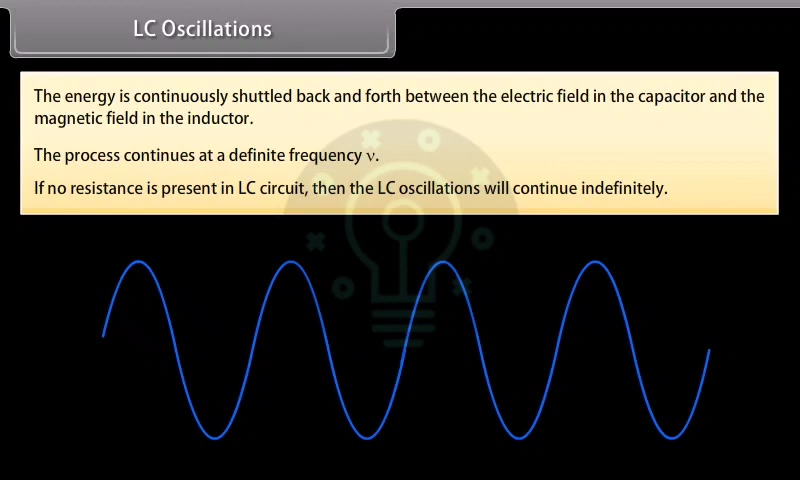 LC Oscillations
The energy is continuously shuttled back and forth between the electric field in the capacitor and the
magnetic field in the inductor.
The process continues at a definite frequency ν.
If no resistance is present in LC circuit, then the LC oscillations will continue indefinitely.